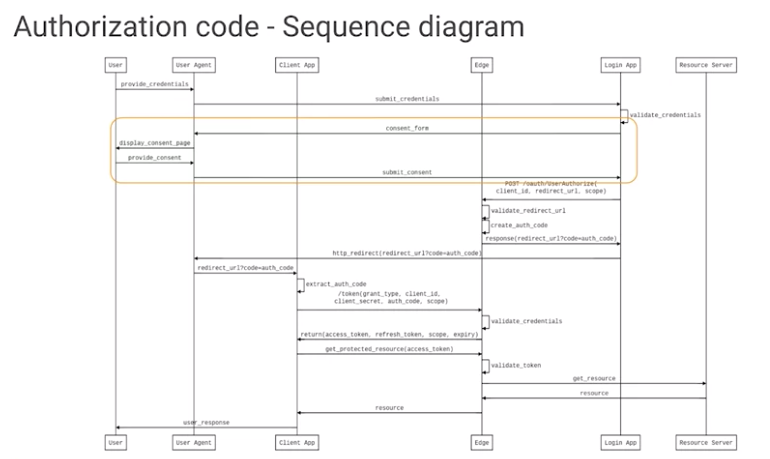 Authorization code - Sequence diagram
User
User Agent
Client App
Edge
Login App
Resource Server
provide_credentials
submit_credentials
validate_credentials
consent_form
display_consent_page
provide_consent
submit_consent
POST /oauth/UserAuthorize(
client_id, redirect_url, scope)
validate_redirect_url
create_auth_code
response(redirect_url?code=auth_code)
http_redirect(redirect_url?code=auth_code)
redirect_url?code=auth_code
extract_auth_code
/token(grant_type, client_id,
client_secret, auth_code, scope)
validate_credentials
return(access_token, refresh_token, scope, expiry)
get_protected_resource(access_token)
validate_token
get_resource
resource
resource
user_response
User
User Agent
Client App
Edge
Login App
Resource Server